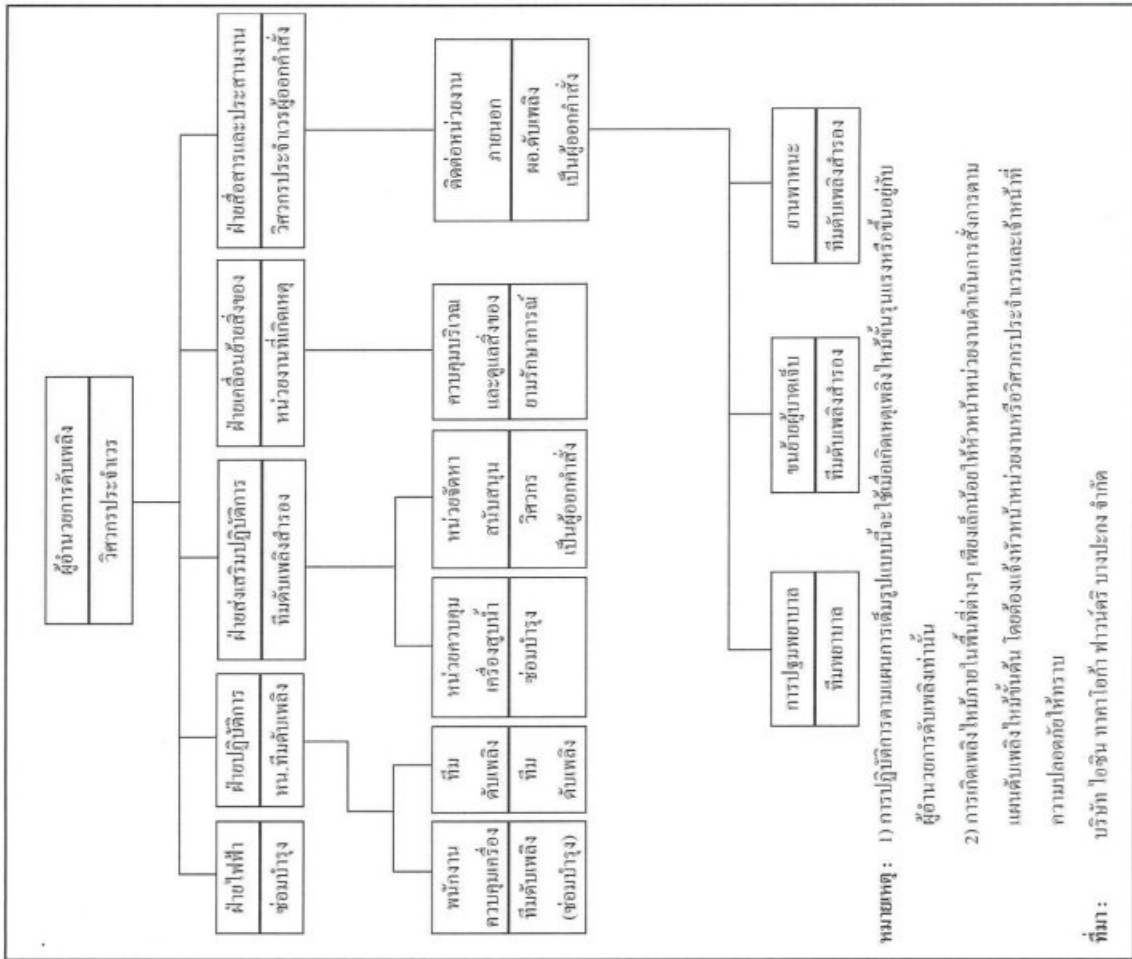 ผู้อำนวยการดับเพลิง
วิศวกรประจำเวร
ฝ่ายไฟฟ้า
ซ่อมบำรุง
ฝ่ายปฏิบัติการ
หน.ทีมดับเพลิง
ฝ่ายส่งเสริมปฏิบัติการ
ทีมดับเพลิงสำรอง
ฝ่ายเคลื่อนย้ายสิ่งของ
หน่วยงานที่เกิดเหตุ
ฝ่ายสื่อสารและประสานงาน
วิศวกรประจำเวรผู้ออกคำสั่ง
พนักงาน
ควบคุมเครื่อง
ทีมดับเพลิง
(ซ่อมบำรุง)
ทีม
ดับเพลิง
ทีม
ดับเพลิง
หน่วยควบคุม
เครื่องสูบน้ำ
ซ่อมบำรุง
หน่วยจัดหา
สนับสนุน
วิศวกร
เป็นผู้ออกคำสั่ง
ควบคุมบริเวณ
และดูแลสิ่งของ
ยามรักษาการณ์
ติดต่อหน่วยงาน
ภายนอก
ผอ.ดับเพลิง
เป็นผู้ออกคำสั่ง
การปฐมพยาบาล
ทีมพยาบาล
ขนย้ายผู้บาดเจ็บ
ทีมดับเพลิงสำรอง
ยานพาหนะ
ทีมดับเพลิงสำรอง
หมายเหตุ : 1) การปฏิบัติการตามแผนการเต็มรูปแบบนี้จะใช้เมื่อเกิดเหตุเพลิงไหม้ขั้นรุนแรงหรือขึ้นอยู่กับ
ผู้อำนวยการดับเพลิงเท่านั้น
2) การเกิดเพลิงไหม้ภายในพื้นที่ต่างๆ เพียงเล็กน้อยให้หัวหน้าหน่วยงานดำเนินการสั่งการตาม
แผนดับเพลิงไหม้ขั้นต้น โดยต้องแจ้งหัวหน้าหน่วยงานหรือวิศวกรประจำเวรและเจ้าหน้าที่
ความปลอดภัยให้ทราบ
ที่มา : บริษัท ไอซิน ทาคาโอก้า ฟาวน์ดริ บางปะกง จำกัด